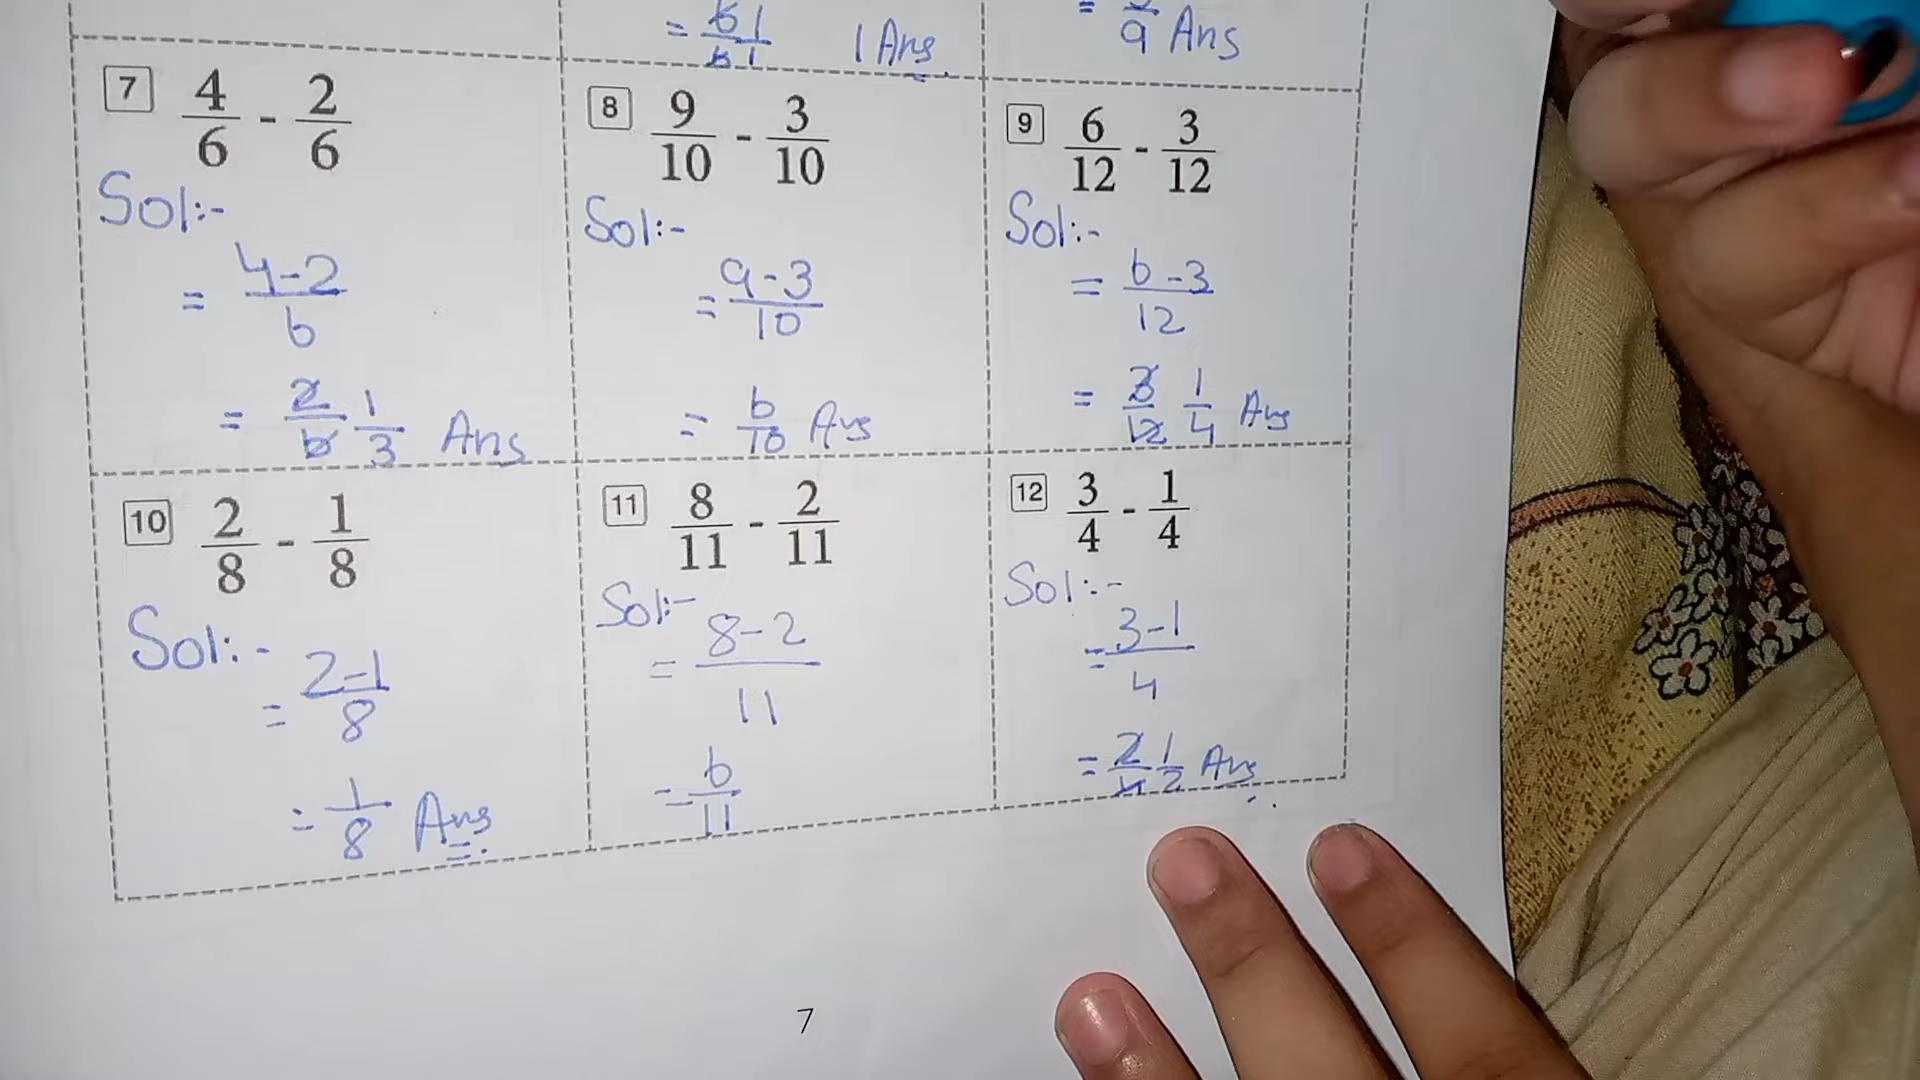 = 6/6 1/1 1 Ans.
= 9 Ans
7 4/6 - 2/6
Sol:-
= 4-2/6
= 2/6 1/3 Ans
8 9/10 - 3/10
Sol:-
= 9-3/10
= 6/10 Ans
9 6/12 - 3/12
Sol:-
= 6-3/12
= 3/12 1/4 Ans
10 2/8 - 1/8
Sol:-
= 2-1/8
= 1/8 Ans
11 8/11 - 2/11
Sol:-
= 8-2/11
= 6/11
12 3/4 - 1/4
Sol:-
= 3-1/4
= 2/4 1/2 Ans
7